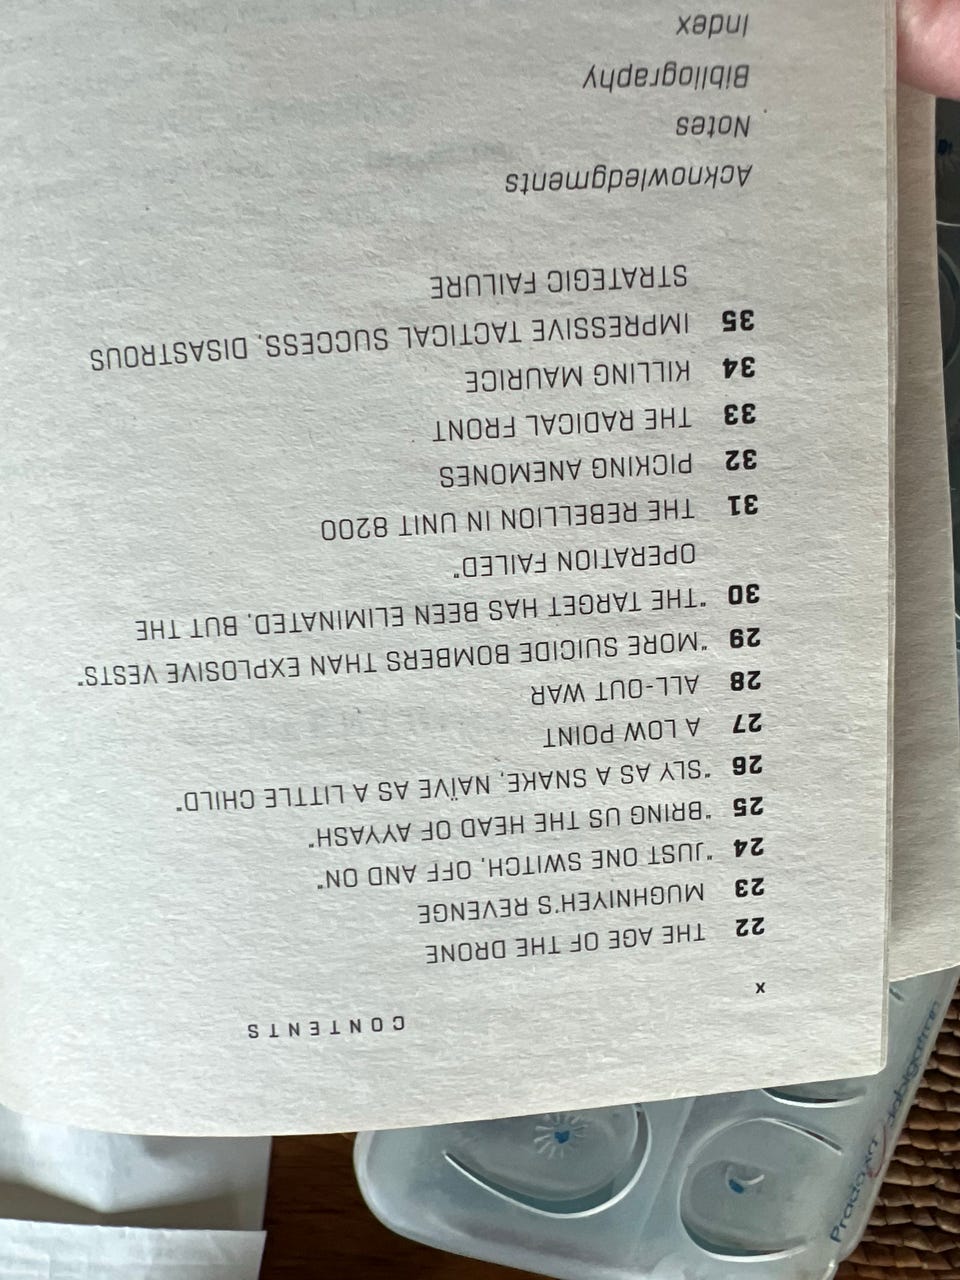 CONTENTS
x
22 THE AGE OF THE DRONE
23 MUGHNIYEH'S REVENGE
24 "JUST ONE SWITCH, OFF AND ON"
25 "BRING US THE HEAD OF AYYASH"
26 "SLY AS A SNAKE, NAÏVE AS A LITTLE CHILD"
27 A LOW POINT
28 ALL-OUT WAR
29 "MORE SUICIDE BOMBERS THAN EXPLOSIVE VESTS"
30 "THE TARGET HAS BEEN ELIMINATED, BUT THE
OPERATION FAILED"
31 THE REBELLION IN UNIT 8200
32 PICKING ANEMONES
33 THE RADICAL FRONT
34 KILLING MAURICE
35 IMPRESSIVE TACTICAL SUCCESS, DISASTROUS
STRATEGIC FAILURE
Acknowledgments
Notes
Bibliography
Index
Pradaxa
dabigatran